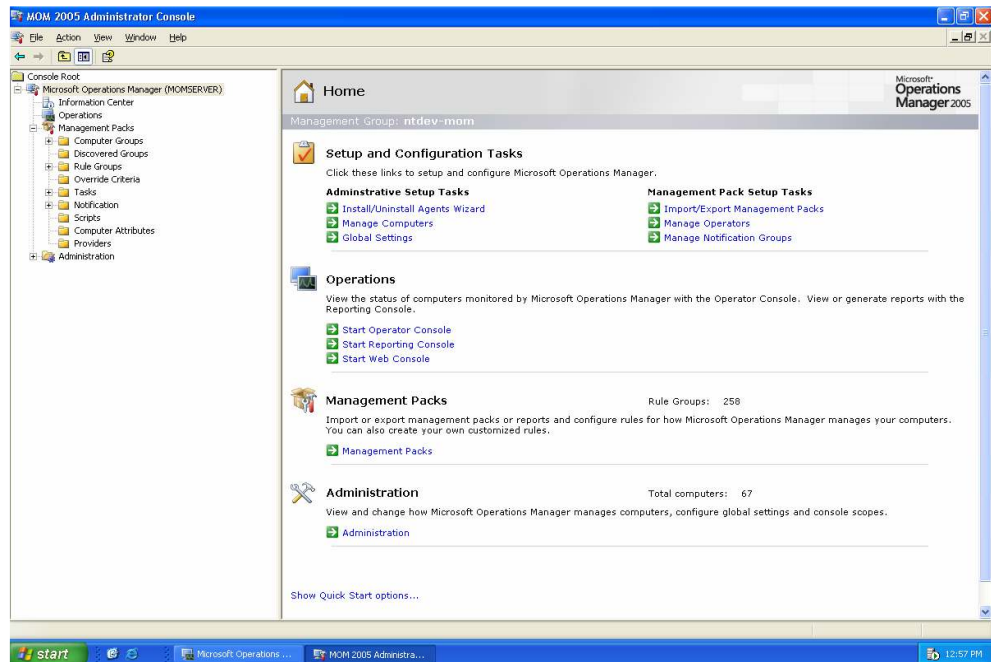 MOM 2005 Administrator Console
File Action View Window Help
Console Root
Microsoft Operations Manager (MOMSERVER)
Information Center
Operations
Management Packs
Computer Groups
Discovered Groups
Rule Groups
Override Criteria
Tasks
Notification
Scripts
Computer Attributes
Providers
Administration
Home
Microsoft
Operations
Manager 2005
Management Group: ntdev-mom
Setup and Configuration Tasks
Click these links to setup and configure Microsoft Operations Manager.
Adminstrative Setup Tasks
Install/Uninstall Agents Wizard
Manage Computers
Global Settings
Management Pack Setup Tasks
Import/Export Management Packs
Manage Operators
Manage Notification Groups
Operations
View the status of computers monitored by Microsoft Operations Manager with the Operator Console. View or generate reports with the
Reporting Console.
Start Operator Console
Start Reporting Console
Start Web Console
Management Packs
Rule Groups: 258
Import or export management packs or reports and configure rules for how Microsoft Operations Manager manages your computers.
You can also create your own customized rules.
Management Packs
Administration
Total computers: 67
View and change how Microsoft Operations Manager manages computers, configure global settings and console scopes.
Administration
Show Quick Start options...
start
Microsoft Operations ...
MOM 2005 Administra...
12:57 PM